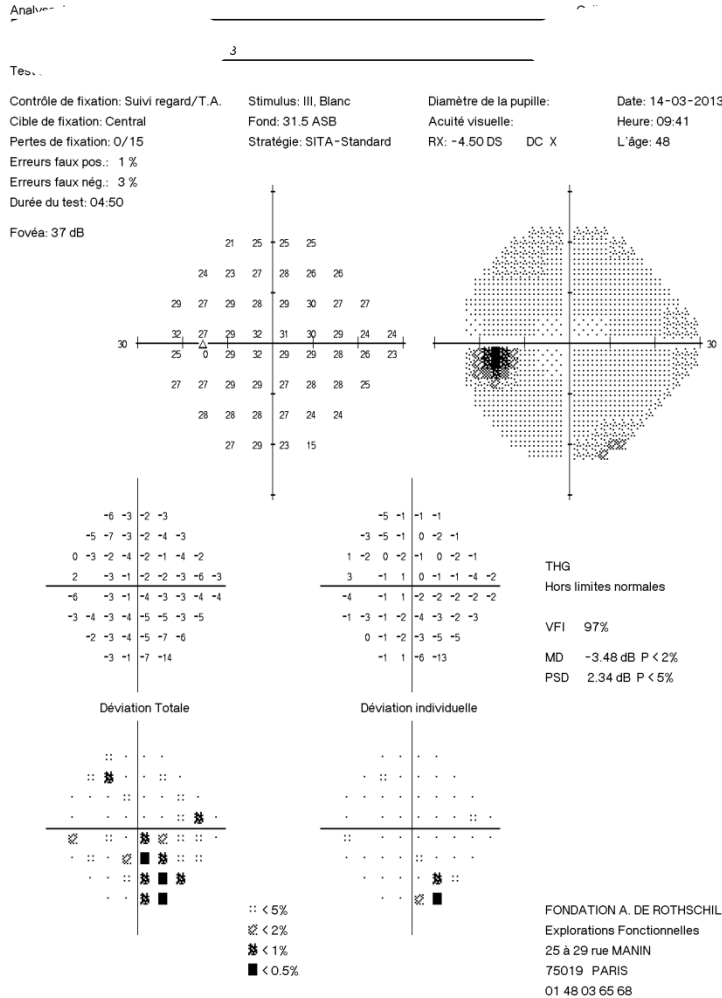 3
Contrôle de fixation: Suivi regard/T.A. Stimulus: III, Blanc Diamètre de la pupille: Date: 14-03-2013
Cible de fixation: Central Fond: 31.5 ASB Acuité visuelle: Heure: 09:41
Pertes de fixation: 0/15 Stratégie: SITA-Standard RX: -4.50 DS DC X L'âge: 48
Erreurs faux pos.: 1 %
Erreurs faux nég.: 3 %
Durée du test: 04:50
Fovéa: 37 dB
21 25 25 25
24 23 27 28 26 26
29 27 29 28 29 30 27 27
32 27 29 32 31 30 29 24 24
30 30
25 0 29 32 29 29 28 26 23
27 27 29 29 27 28 28 25
28 28 28 27 24 24
27 29 23 15
-6 -3 -2 -3 -5 -1 -1 -1
-5 -7 -3 -2 -4 -3 -3 -5 -1 0 -2 -1
0 -3 -2 -4 -2 -1 -4 -2 1 -2 0 -2 -1 0 -2 -1
2 -3 -1 -2 -2 -3 -6 -3 3 -1 1 0 -1 -1 -4 -2
-6 -3 -1 -4 -3 -3 -4 -4 -4 -1 1 -2 -2 -2 -2 -2
-3 -4 -3 -4 -5 -5 -3 -5 -1 -3 -1 -2 -4 -3 -2 -3
-2 -3 -4 -5 -7 -6 0 -1 -2 -3 -5 -5
-3 -1 -7 -14 -1 1 -6 -13
THG
Hors limites normales
VFI 97%
MD -3.48 dB P < 2%
PSD 2.34 dB P < 5%
Déviation Totale Déviation individuelle
< 5%
< 2%
< 1%
< 0.5%
FONDATION A. DE ROTHSCHIL
Explorations Fonctionnelles
25 à 29 rue MANIN
75019 PARIS
01 48 03 65 68